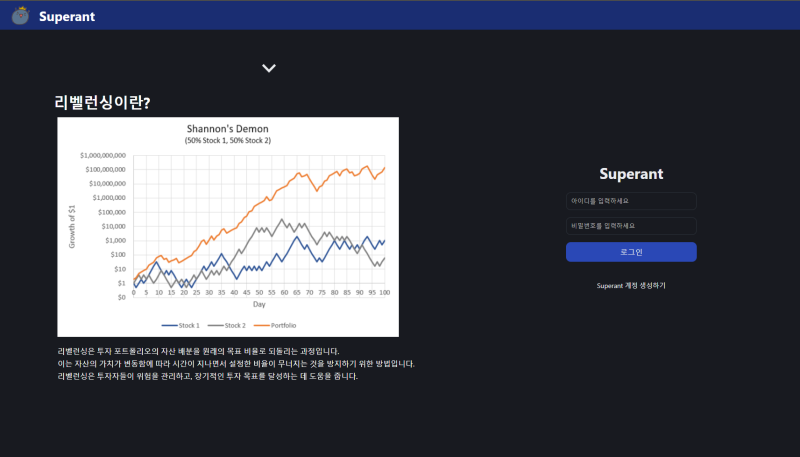 Superant
리벨런싱이란?
Shannon's Demon
(50% Stock 1, 50% Stock 2)
$1,000,000,000
$100,000,000
$10,000,000
$1,000,000
$100,000
$10,000
$1,000
$100
$10
$1
$0
Growth of $1
0 5 10 15 20 25 30 35 40 45 50 55 60 65 70 75 80 85 90 95 100
Day
Stock 1 Stock 2 Portfolio
리밸런싱은 투자 포트폴리오의 자산 배분을 원래의 목표 비율로 되돌리는 과정입니다.
이는 자산의 가치가 변동함에 따라 시간이 지나면서 설정한 비율이 무너지는 것을 방지하기 위한 방법입니다.
리밸런싱은 투자자들이 위험을 관리하고, 장기적인 투자 목표를 달성하는 데 도움을 줍니다.
Superant
아이디를 입력하세요
비밀번호를 입력하세요
로그인
Superant 계정 생성하기